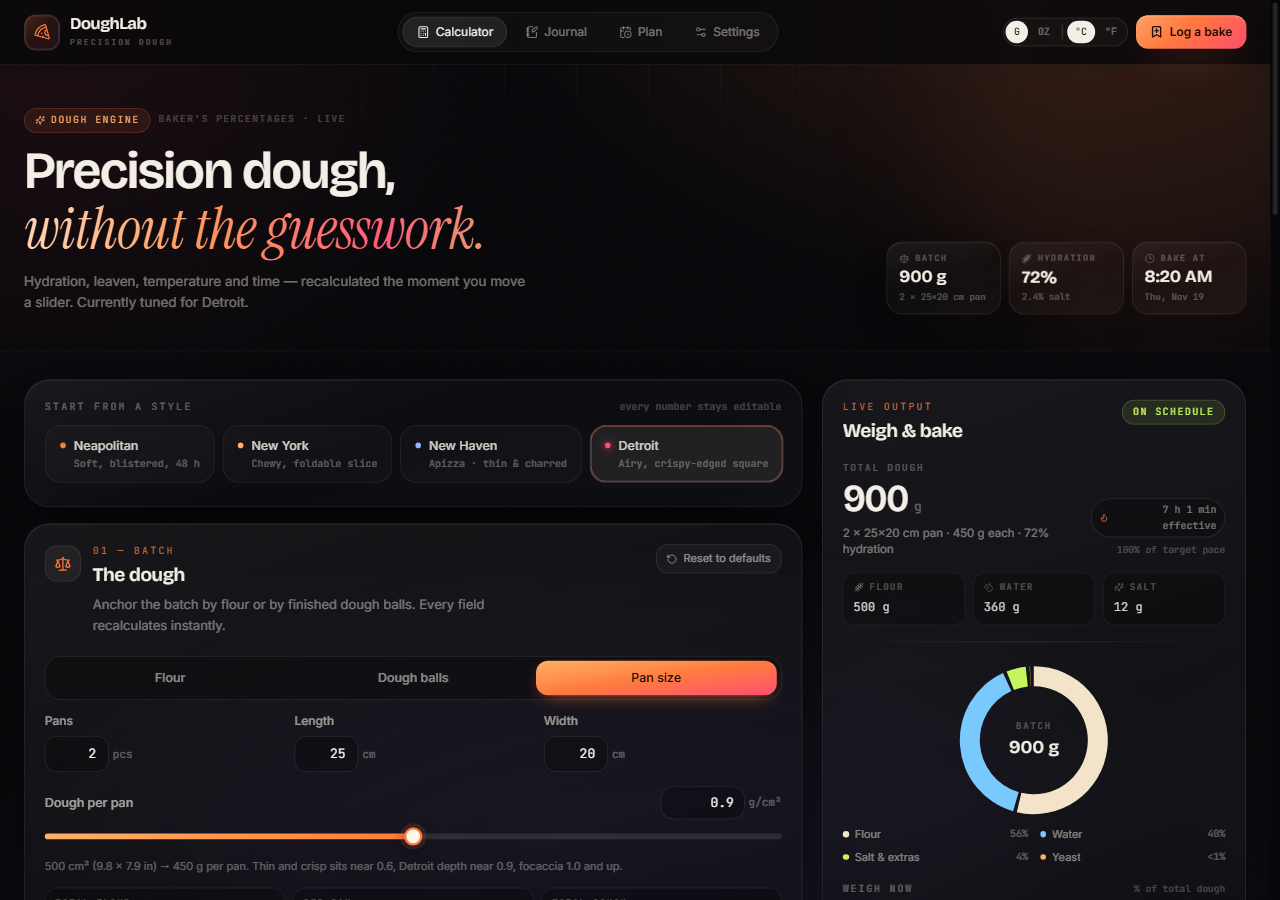 DoughLab
PRECISION DOUGH
Calculator
Journal
Plan
Settings
G OZ | °C °F
Log a bake
DOUGH ENGINE
BAKER'S PERCENTAGES · LIVE
Precision dough,
without the guesswork.
Hydration, leaven, temperature and time — recalculated the moment you move
a slider. Currently tuned for Detroit.
BATCH
900 g
2 × 25×20 cm pan
HYDRATION
72%
2.4% salt
BAKE AT
8:20 AM
Thu, Nov 19
START FROM A STYLE
every number stays editable
Neapolitan
Soft, blistered, 48 h
New York
Chewy, foldable slice
New Haven
Apizza · thin & charred
Detroit
Airy, crispy-edged square
01 — BATCH
The dough
Reset to defaults
Anchor the batch by flour or by finished dough balls. Every field
recalculates instantly.
Flour
Dough balls
Pan size
Pans
2 pcs
Length
25 cm
Width
20 cm
Dough per pan
0.9 g/cm²
500 cm² (9.8 × 7.9 in) → 450 g per pan. Thin and crisp sits near 0.6, Detroit depth near 0.9, focaccia 1.0 and up.
LIVE OUTPUT
Weigh & bake
ON SCHEDULE
TOTAL DOUGH
900 g
2 × 25×20 cm pan · 450 g each · 72%
hydration
7 h 1 min
effective
100% of target pace
FLOUR
500 g
WATER
360 g
SALT
12 g
BATCH
900 g
Flour 56%
Water 40%
Salt & extras 4%
Yeast <1%
WEIGH NOW
% of total dough